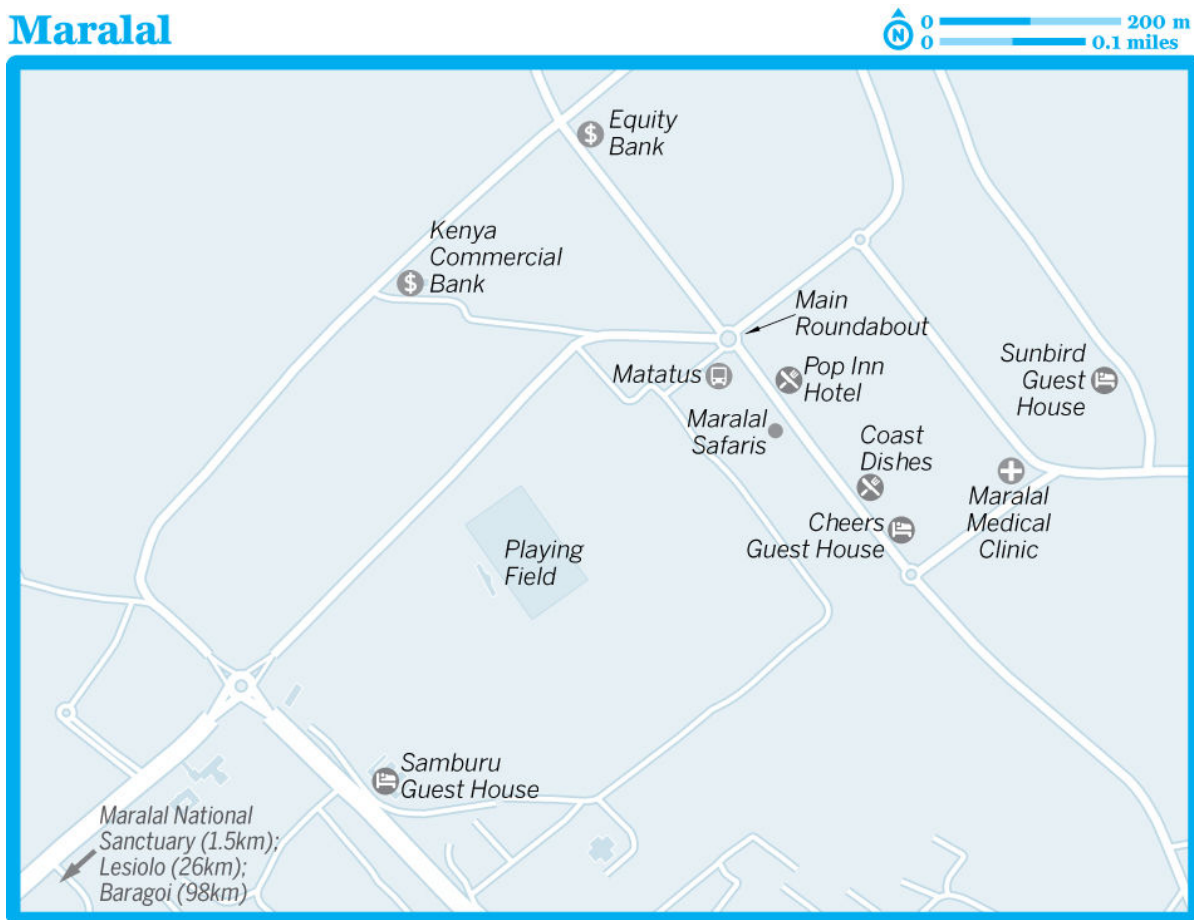 Maralal
N
0 200 m
0 0.1 miles
Equity
Bank
Kenya
Commercial
Bank
Main
Roundabout
Matatus
Pop Inn
Hotel
Sunbird
Guest
House
Maralal
Safaris
Coast
Dishes
Cheers
Guest House
Maralal
Medical
Clinic
Playing
Field
Samburu
Guest House
Maralal National
Sanctuary (1.5km);
Lesiolo (26km);
Baragoi (98km)